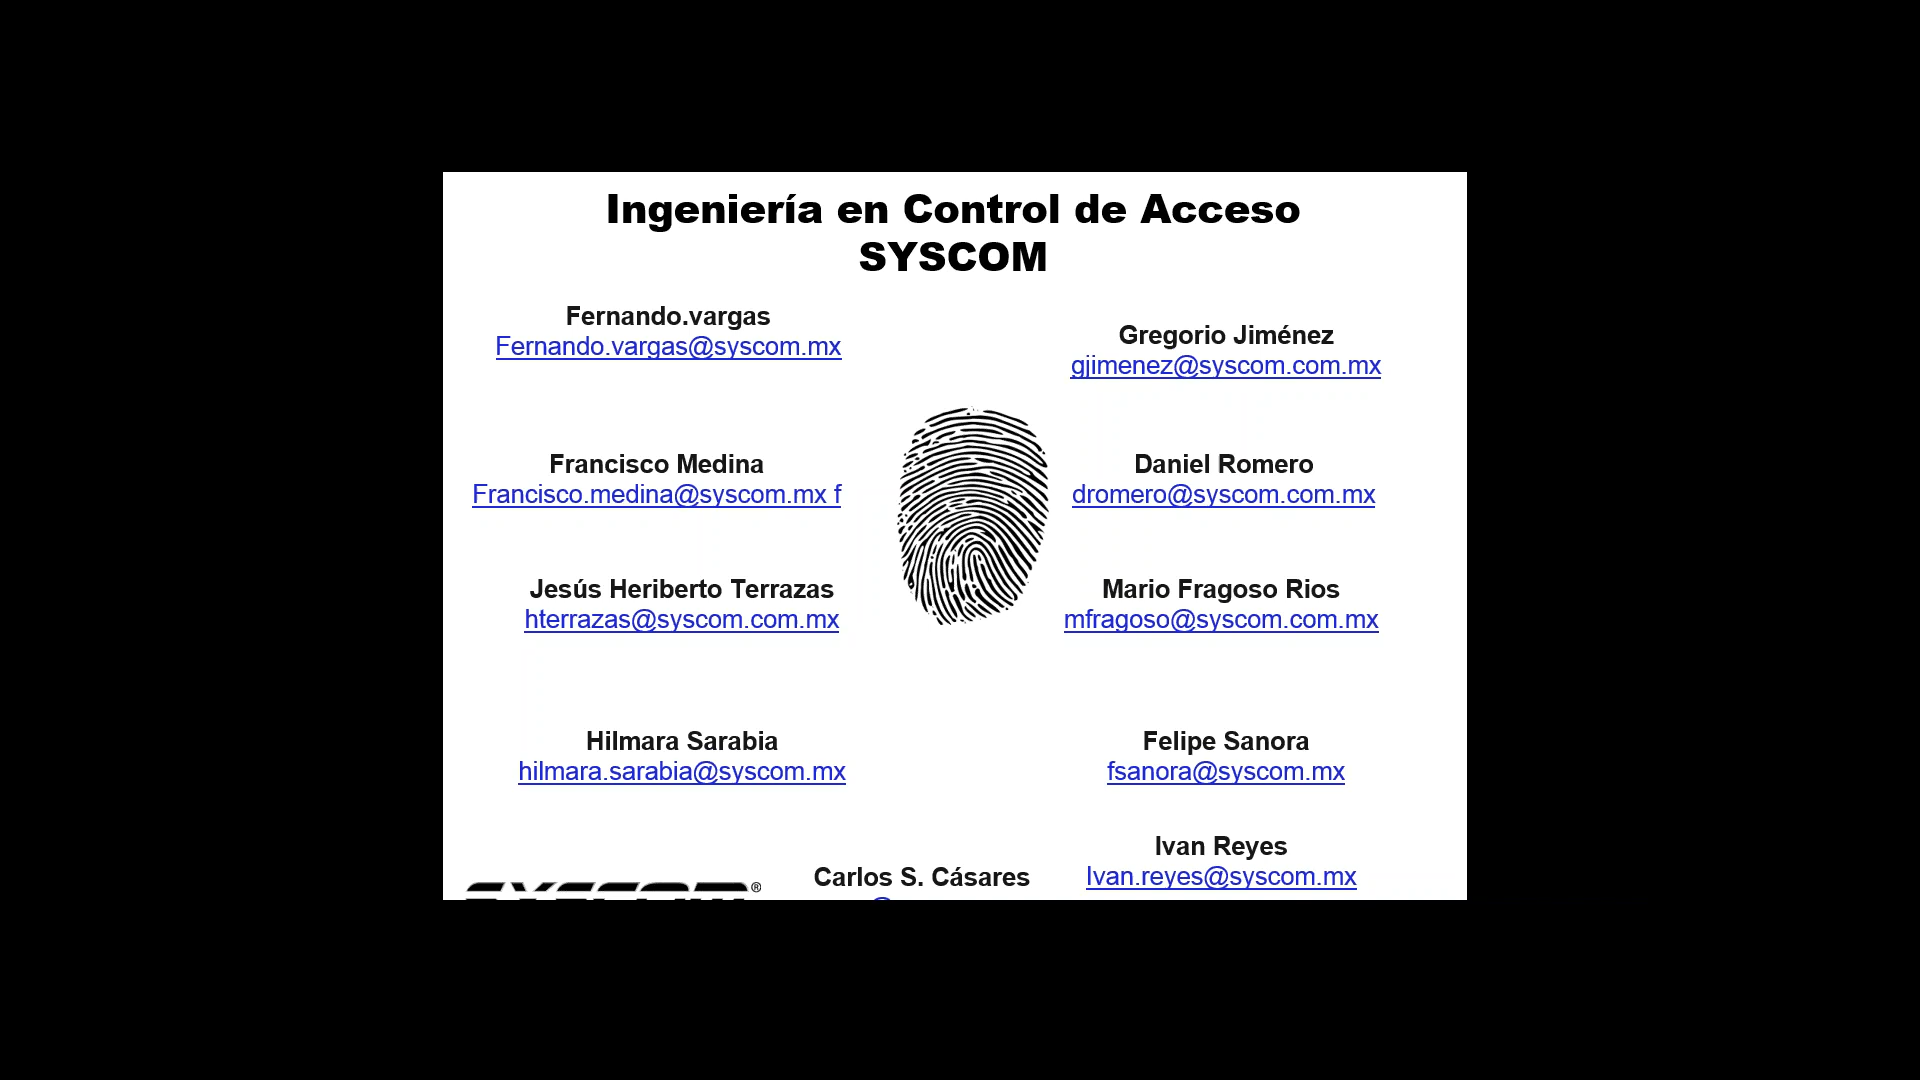 Ingeniería en Control de Acceso
SYSCOM
Fernando.vargas
Fernando.vargas@syscom.mx
Gregorio Jiménez
gjimenez@syscom.com.mx
Francisco Medina
Francisco.medina@syscom.mx f
Daniel Romero
dromero@syscom.com.mx
Jesús Heriberto Terrazas
hterrazas@syscom.com.mx
Mario Fragoso Rios
mfragoso@syscom.com.mx
Hilmara Sarabia
hilmara.sarabia@syscom.mx
Felipe Sanora
fsanora@syscom.mx
Ivan Reyes
Ivan.reyes@syscom.mx
Carlos S. Cásares